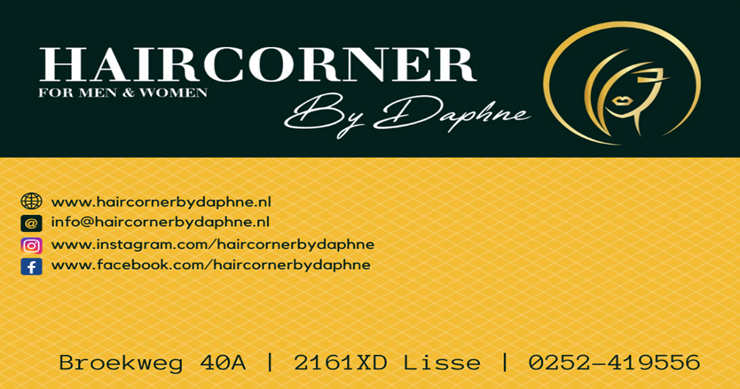 HAIRCORNER
FOR MEN & WOMEN
By Daphne
www.haircornerbydaphne.nl
@ info@haircornerbydaphne.nl
www.instagram.com/haircornerbydaphne
f www.facebook.com/haircornerbydaphne
Broekweg 40A | 2161XD Lisse | 0252-419556